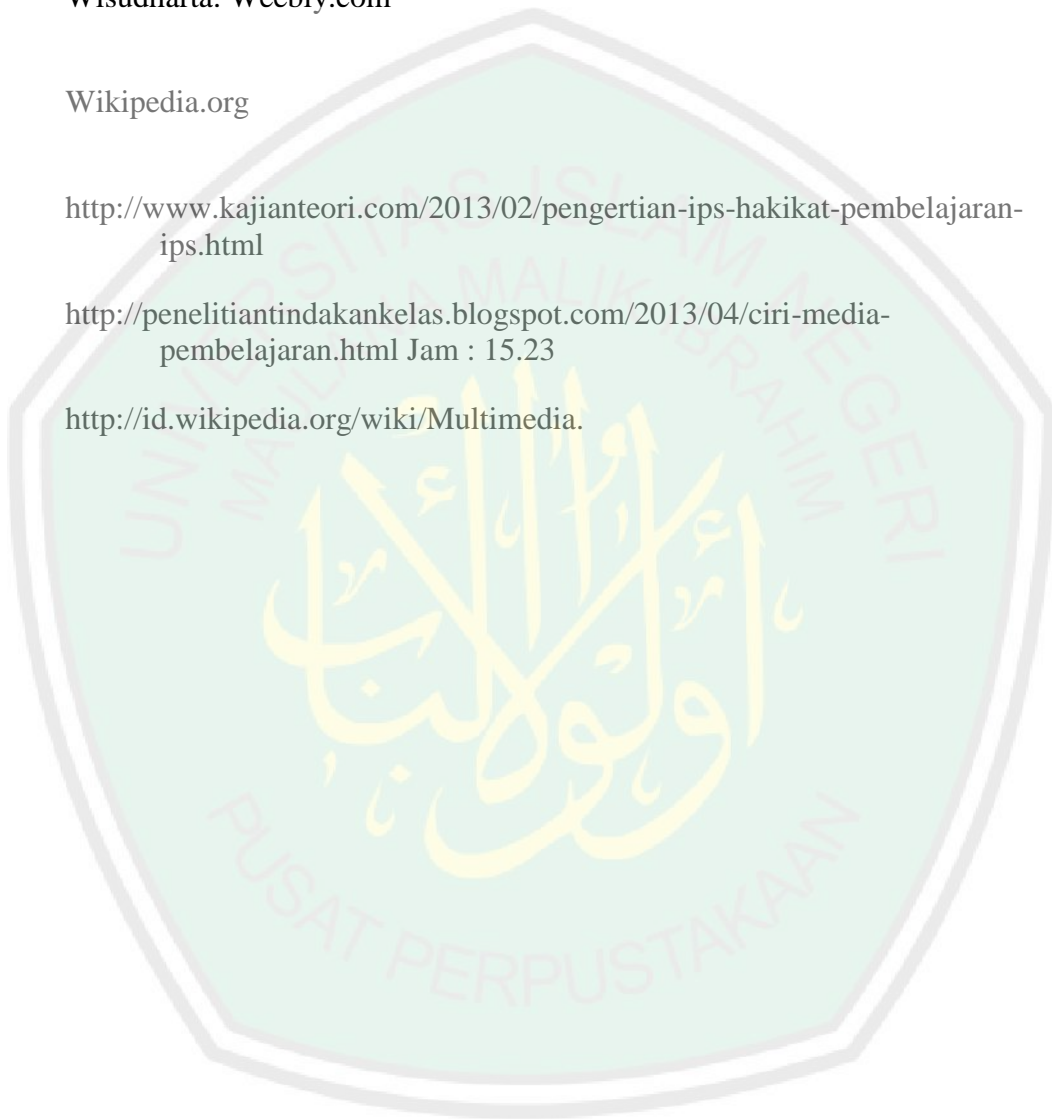 Wisudharta. Weebly.com
Wikipedia.org
http://www.kajianteori.com/2013/02/pengertian-ips-hakikat-pembelajaran-
ips.html
http://penelitiantindakankelas.blogspot.com/2013/04/ciri-media-
pembelajaran.html Jam : 15.23
http://id.wikipedia.org/wiki/Multimedia.
UNIVERSITAS ISLAM NEGERI
MAULANA MALIK IBRAHIM
أولوا الألباب
PUSAT PERPUSTAKAAN